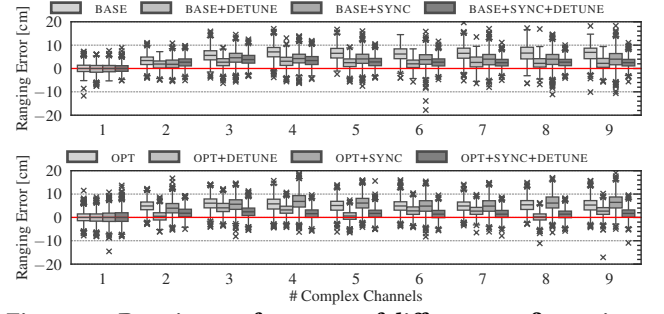 BASE BASE+DETUNE BASE+SYNC BASE+SYNC+DETUNE
Ranging Error [cm]
20
10
0
−10
−20
1 2 3 4 5 6 7 8 9
OPT OPT+DETUNE OPT+SYNC OPT+SYNC+DETUNE
Ranging Error [cm]
20
10
0
−10
−20
1 2 3 4 5 6 7 8 9
# Complex Channels